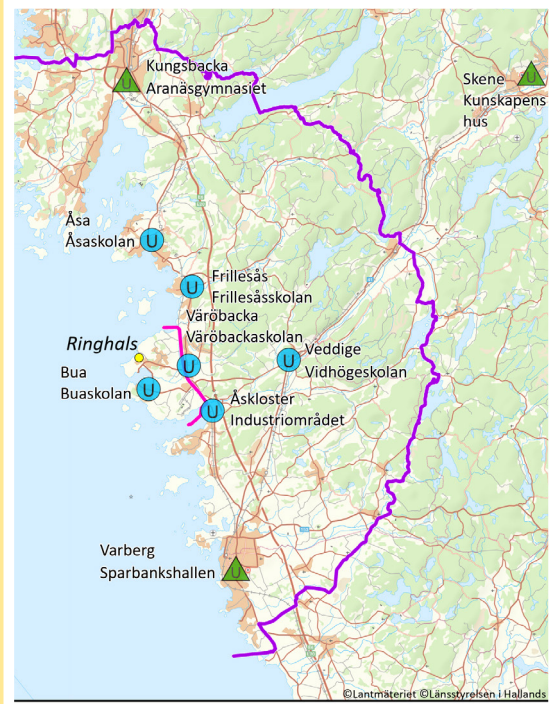 Kungsbacka
Aranäsgymnasiet
U
Skene
Kunskapens
hus
U
Åsa
Åsaskolan
U
U
Frillesås
Frillesåsskolan
Väröbacka
Väröbackaskolan
U
Ringhals
Bua
Buaskolan
U
U
Veddige
Vidhögeskolan
U
Åskloster
Industriområdet
Varberg
Sparbankshallen
U
©Lantmäteriet ©Länsstyrelsen i Hallands